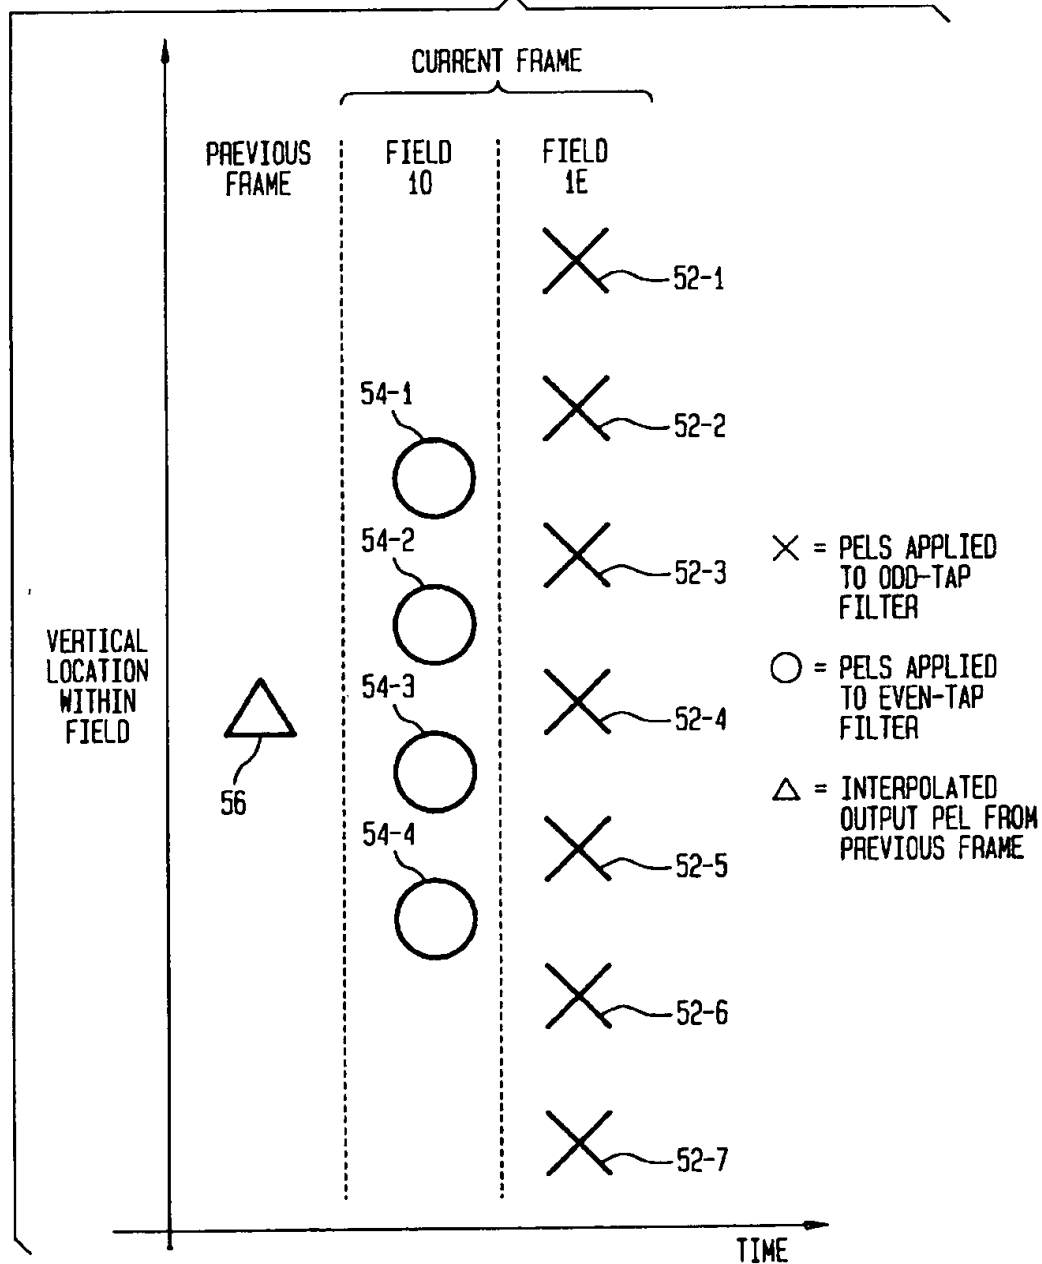 CURRENT FRAME
PREVIOUS
FRAME
FIELD
10
FIELD
1E
52-1
54-1
52-2
54-2
52-3
× = PELS APPLIED
TO ODD-TAP
FILTER
VERTICAL
LOCATION
WITHIN
FIELD
54-3
52-4
○ = PELS APPLIED
TO EVEN-TAP
FILTER
56
54-4
52-5
△ = INTERPOLATED
OUTPUT PEL FROM
PREVIOUS FRAME
52-6
52-7
TIME